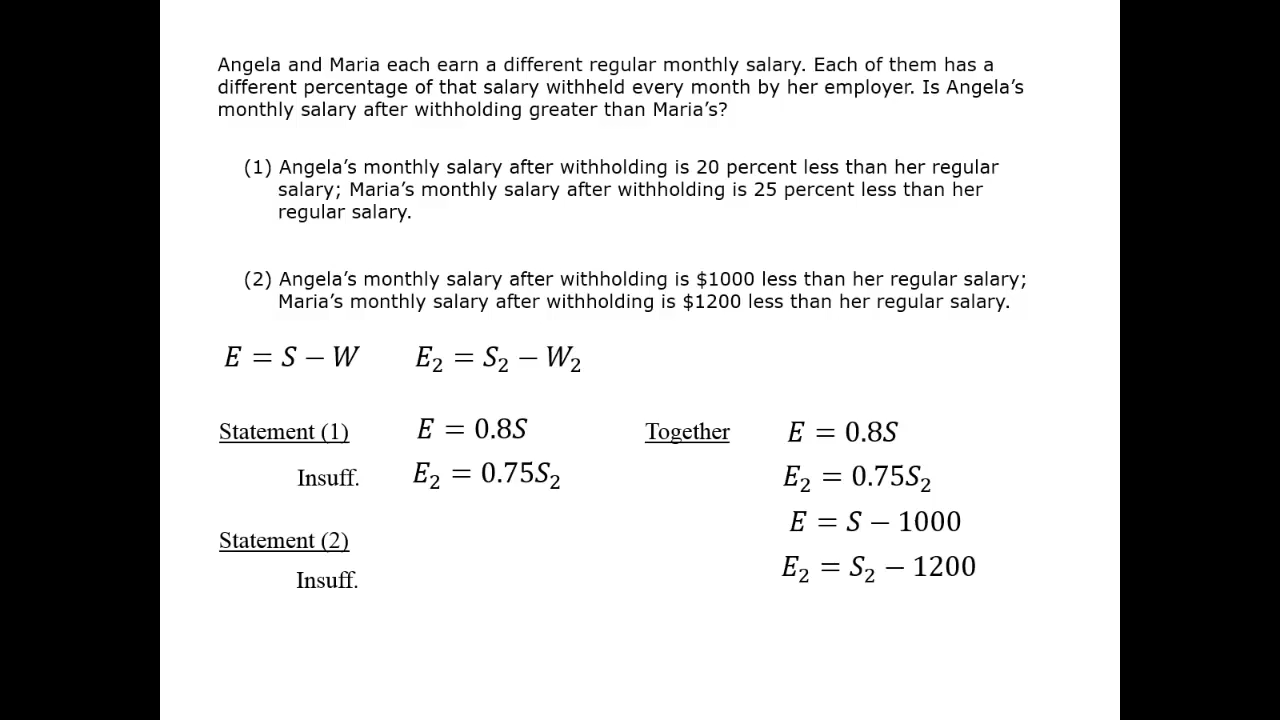 Angela and Maria each earn a different regular monthly salary. Each of them has a
different percentage of that salary withheld every month by her employer. Is Angela's
monthly salary after withholding greater than Maria's?
(1) Angela's monthly salary after withholding is 20 percent less than her regular
salary; Maria's monthly salary after withholding is 25 percent less than her
regular salary.
(2) Angela's monthly salary after withholding is $1000 less than her regular salary;
Maria's monthly salary after withholding is $1200 less than her regular salary.
E = S − W
E₂ = S₂ − W₂
Statement (1)
E = 0.8S
Insuff.
E₂ = 0.75S₂
Statement (2)
Insuff.
Together
E = 0.8S
E₂ = 0.75S₂
E = S − 1000
E₂ = S₂ − 1200